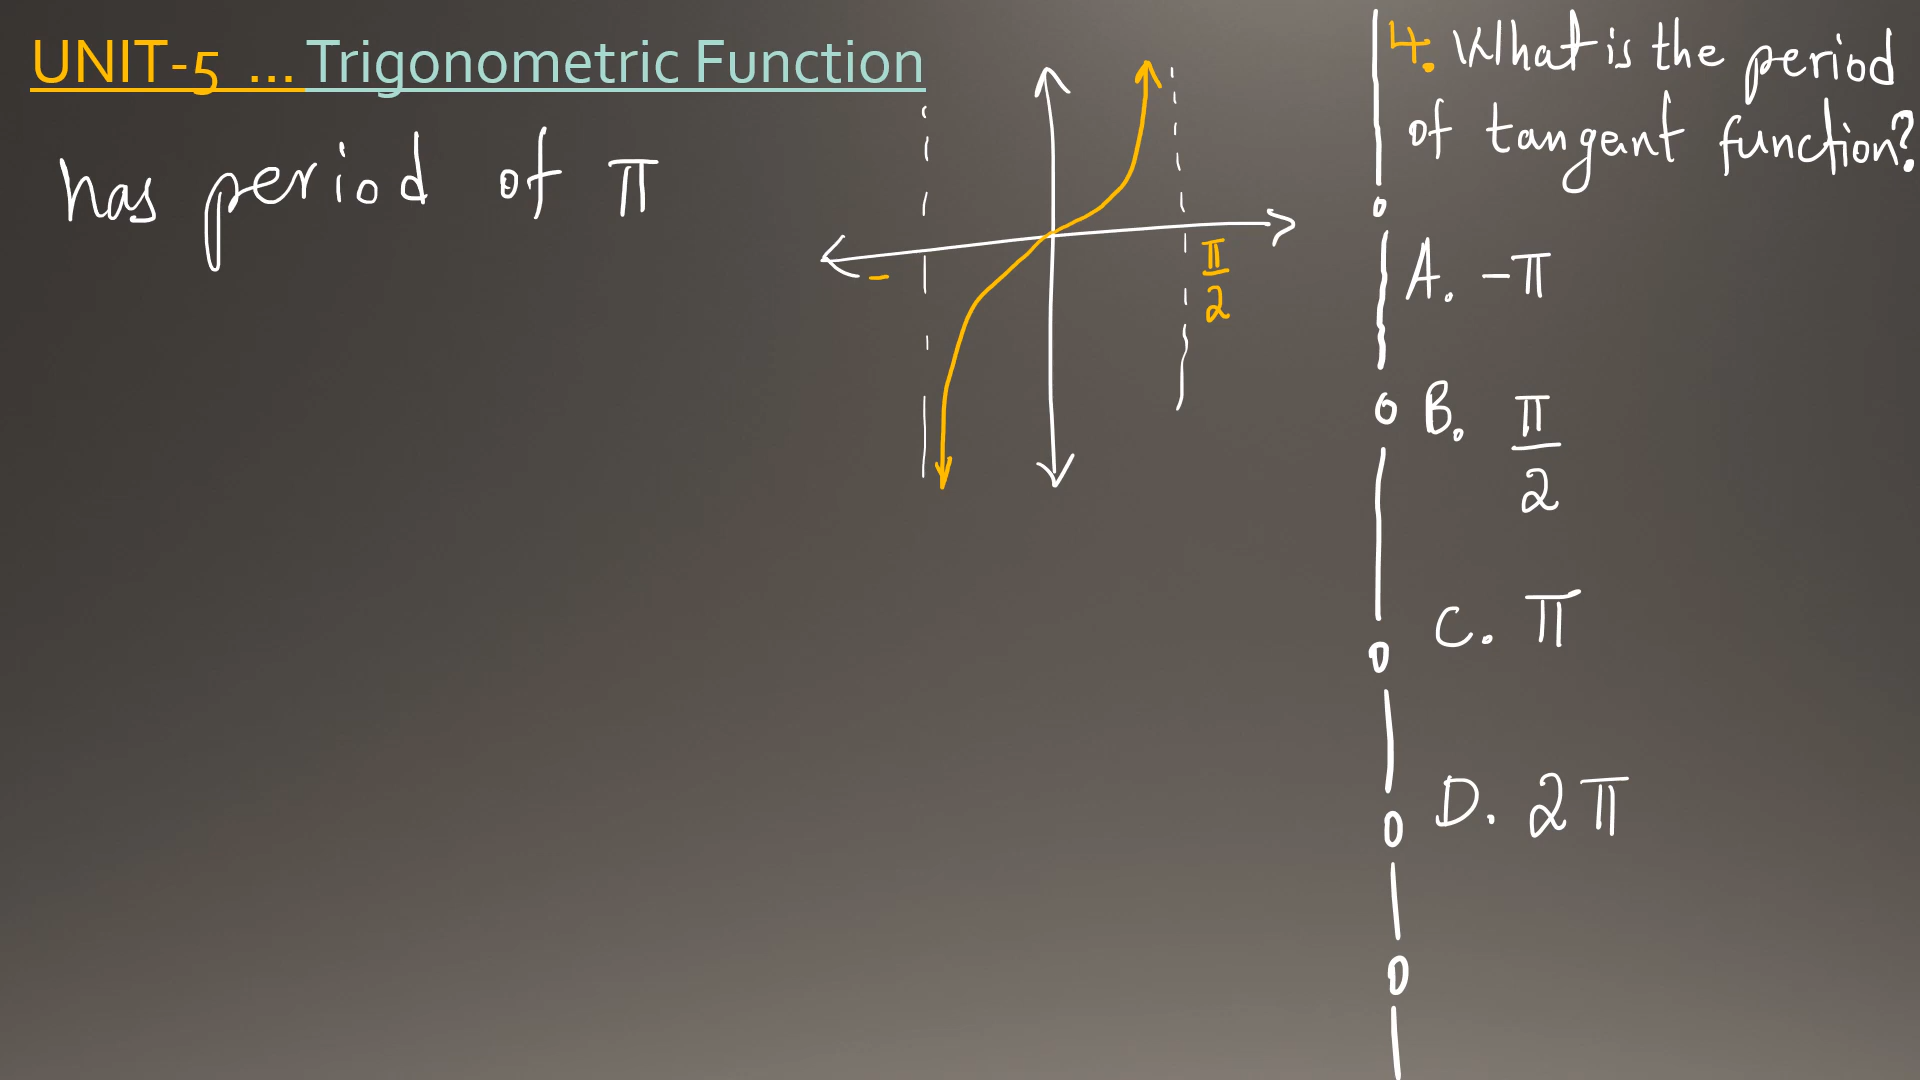 UNIT-5 ... Trigonometric Function
has period of π
-
π
2
4. What is the period
of tangent function?
A. -π
B. π
2
C. π
D. 2π